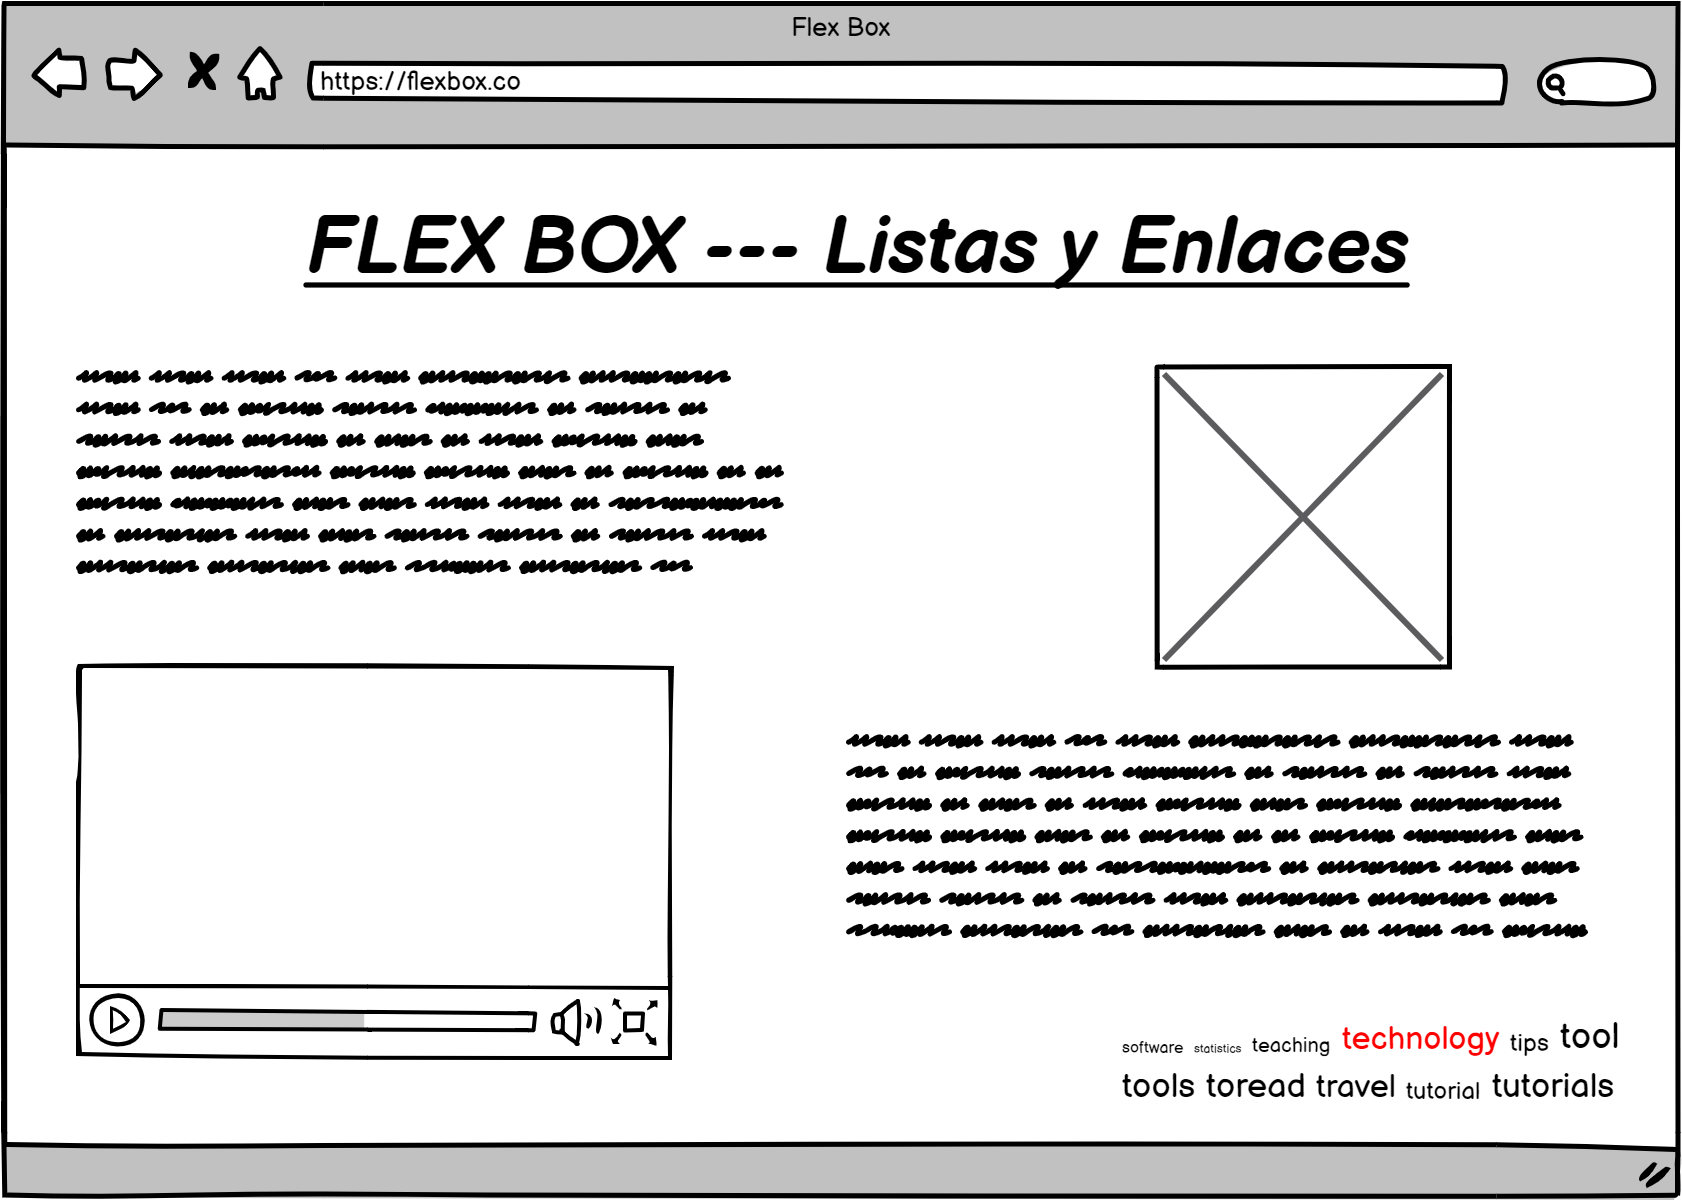 Flex Box
https://flexbox.co
FLEX BOX --- Listas y Enlaces
software statistics teaching technology tips tool
tools toread travel tutorial tutorials